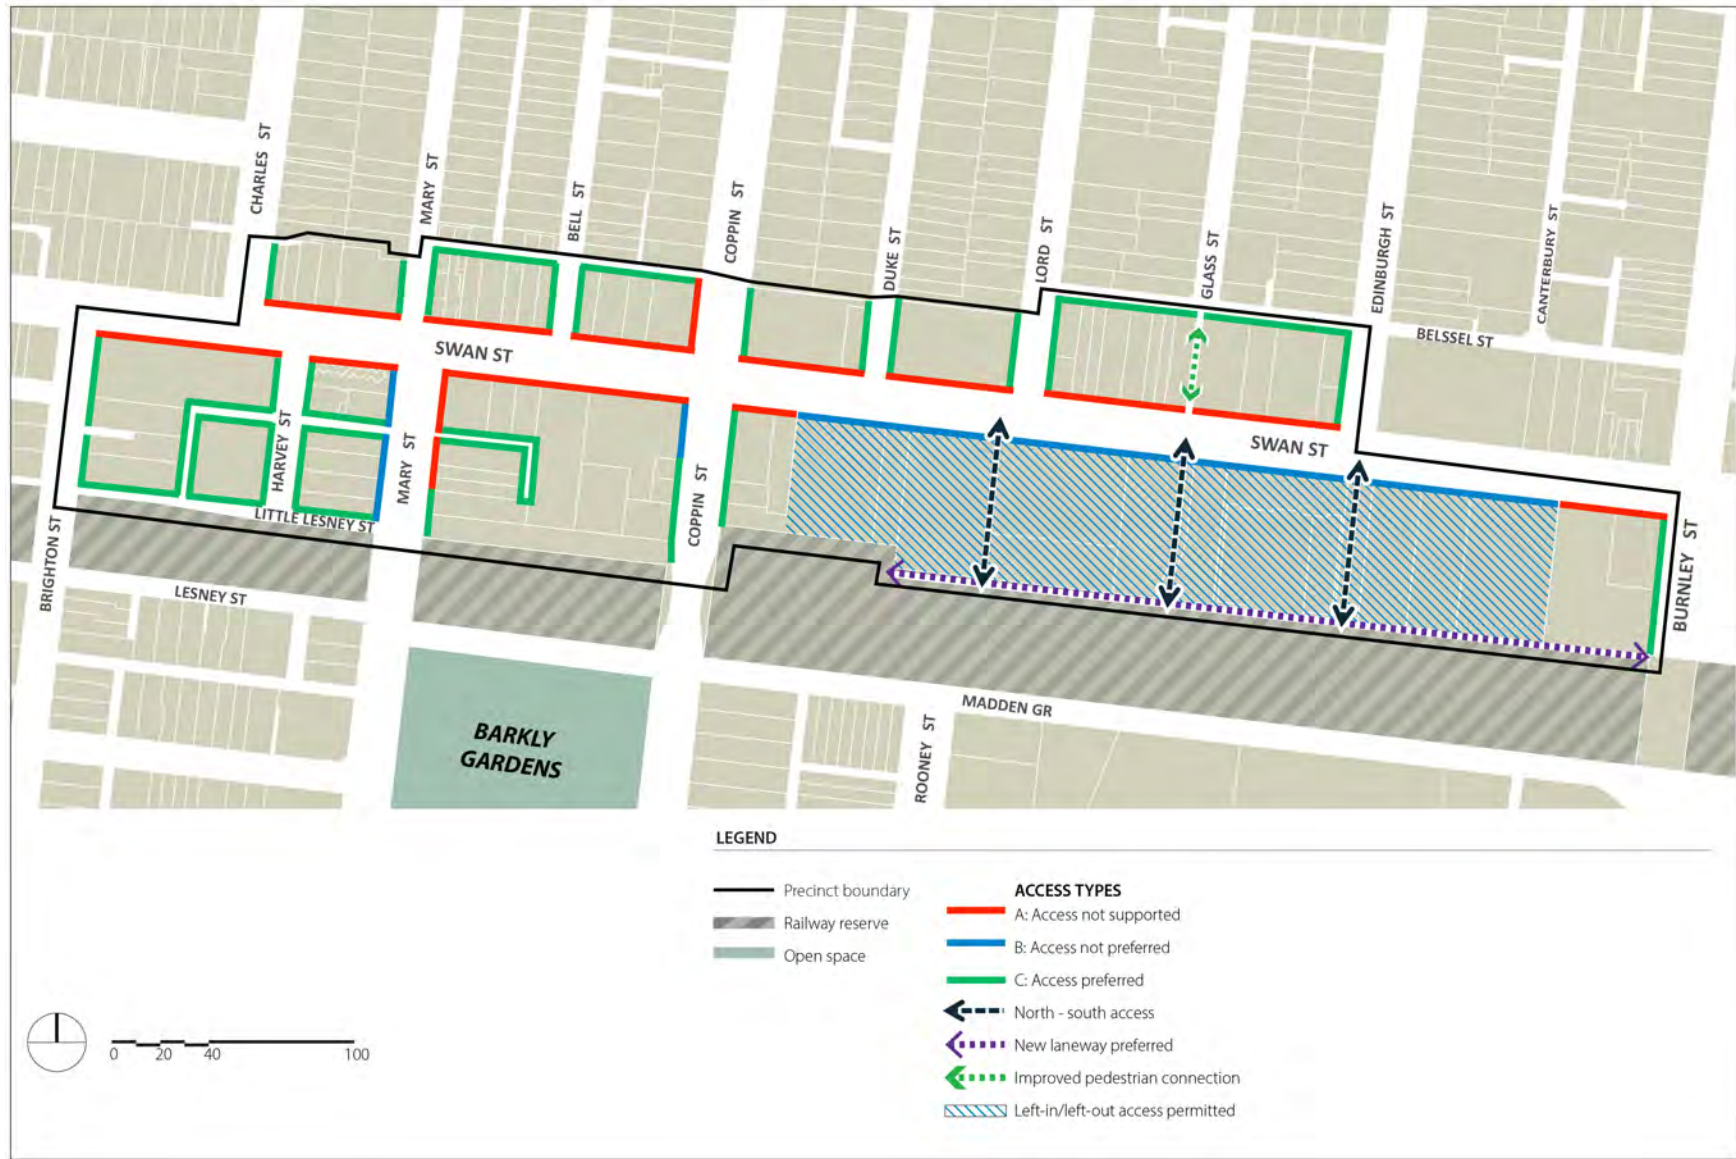 CHARLES ST
MARY ST
BELL ST
COPPIN ST
DUKE ST
LORD ST
GLASS ST
EDINBURGH ST
CANTERBURY ST
BELSSEL ST
SWAN ST
SWAN ST
HARVEY ST
MARY ST
COPPIN ST
LITTLE LESNEY ST
BRIGHTON ST
LESNEY ST
BURNLEY ST
MADDEN GR
ROONEY ST
BARKLY
GARDENS
LEGEND
Precinct boundary
Railway reserve
Open space
ACCESS TYPES
A: Access not supported
B: Access not preferred
C: Access preferred
North - south access
New laneway preferred
Improved pedestrian connection
Left-in/left-out access permitted
0 20 40 100